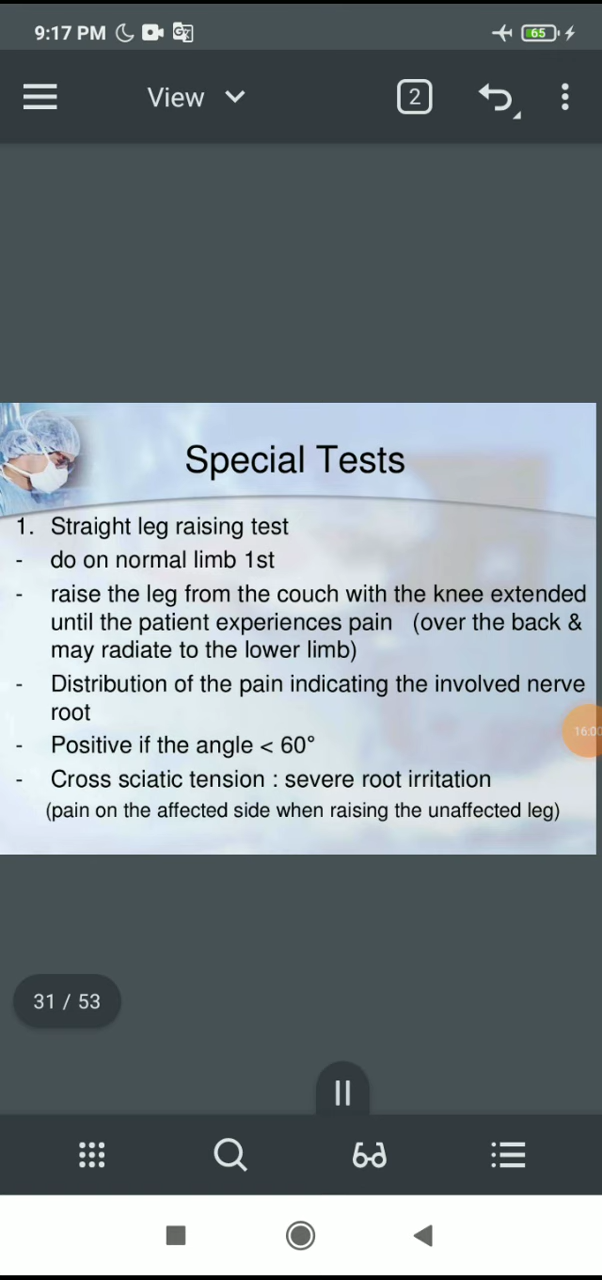 9:17 PM
65
View
2
Special Tests
1. Straight leg raising test
- do on normal limb 1st
- raise the leg from the couch with the knee extended
until the patient experiences pain (over the back &
may radiate to the lower limb)
- Distribution of the pain indicating the involved nerve
root
16:00
- Positive if the angle < 60°
- Cross sciatic tension : severe root irritation
(pain on the affected side when raising the unaffected leg)
31 / 53